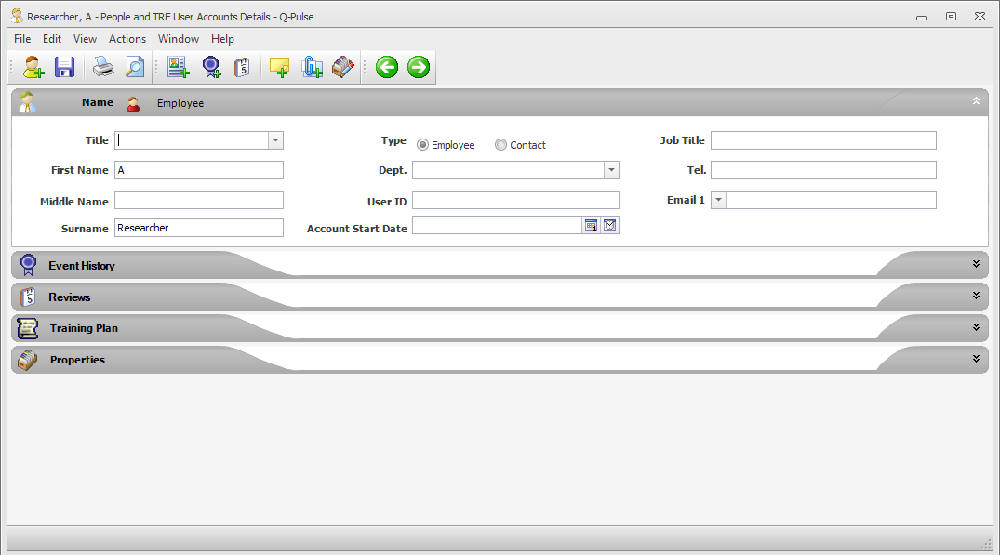 Researcher, A - People and TRE User Accounts Details - Q-Pulse
File Edit View Actions Window Help
Name Employee
Title Type Employee Contact Job Title
First Name A Dept. Tel.
Middle Name User ID Email 1
Surname Researcher Account Start Date
Event History
Reviews
Training Plan
Properties